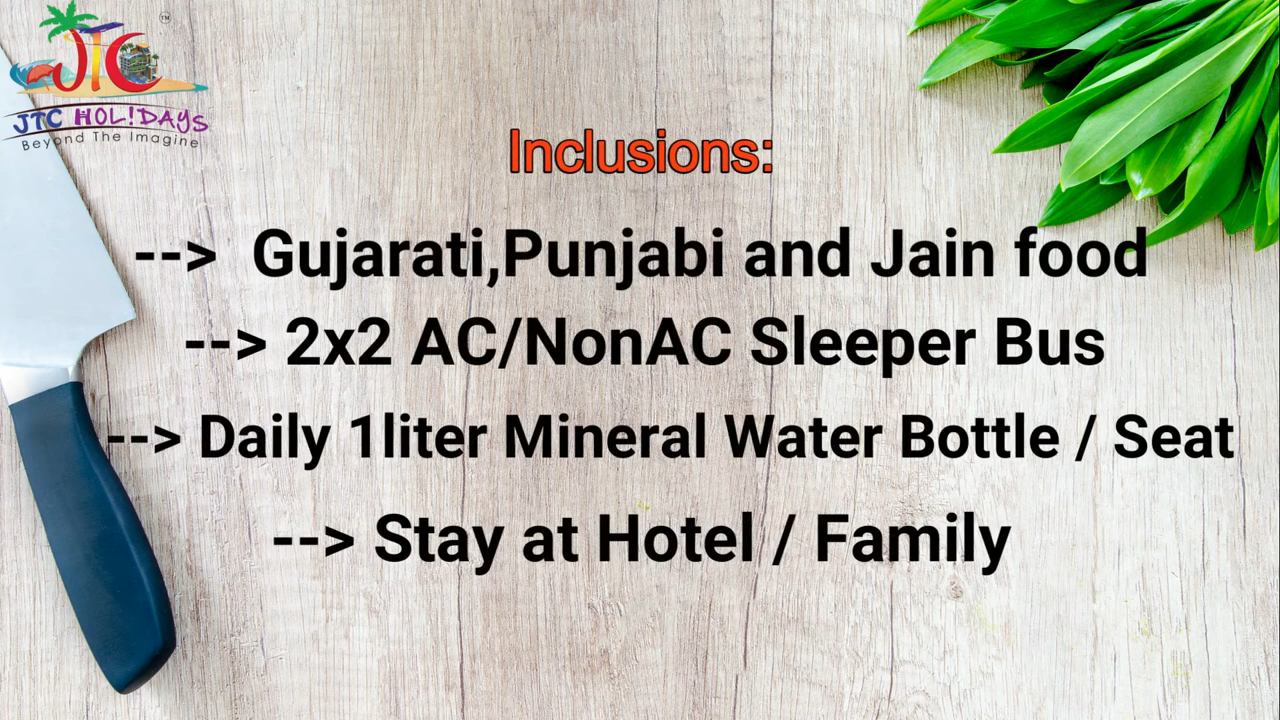 JTC
TM
JTC HOL!DAYS
Beyond The Imagine
Inclusions:
--> Gujarati,Punjabi and Jain food
--> 2x2 AC/NonAC Sleeper Bus
--> Daily 1liter Mineral Water Bottle / Seat
--> Stay at Hotel / Family